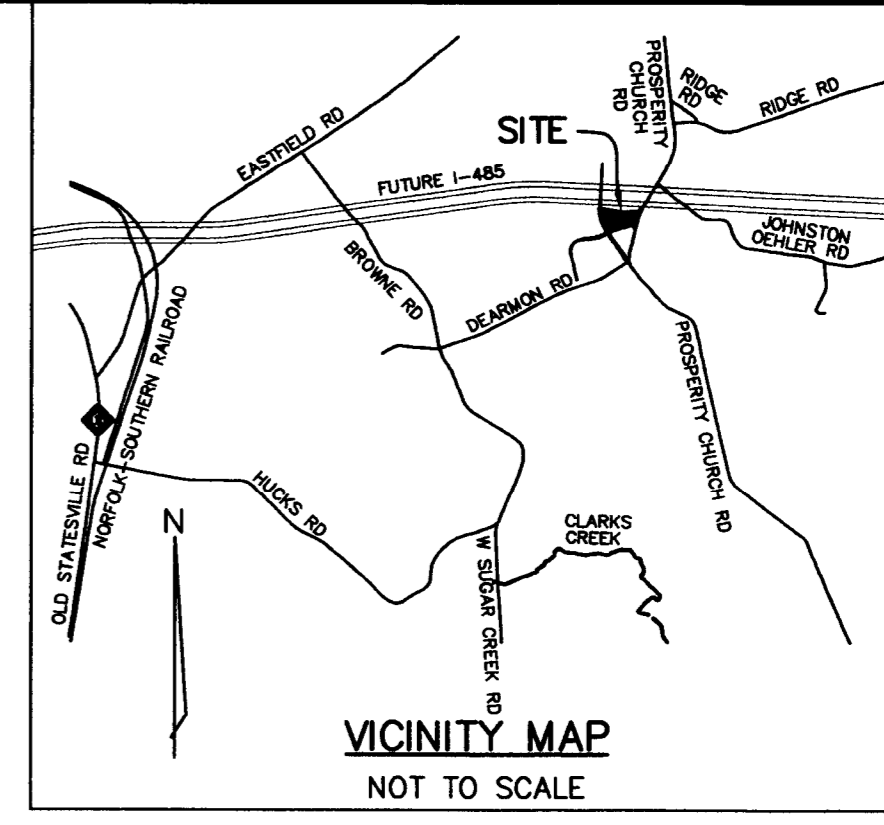 PROSPERITY
CHURCH
RD
RIDGE
RD
RIDGE RD
SITE
EASTFIELD RD
FUTURE I-485
JOHNSTON
OEHLER RD
BROWNE RD
DEARMON RD
NORFOLK-SOUTHERN RAILROAD
PROSPERITY CHURCH RD
OLD STATESVILLE RD
HUCKS RD
N
CLARKS
CREEK
W SUGAR CREEK RD
VICINITY MAP
NOT TO SCALE